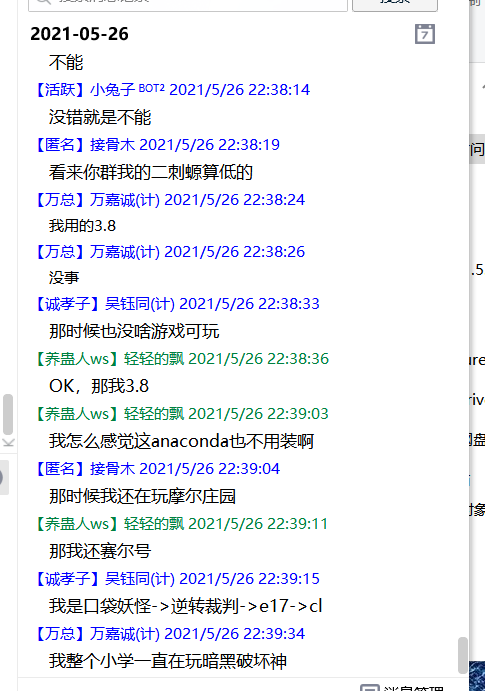 2021-05-26
7
不能
【活跃】小兔子 BOT2 2021/5/26 22:38:14
没错就是不能
【匿名】接骨木 2021/5/26 22:38:19
看来你群我的二刺螈算低的
【万总】万嘉诚(计) 2021/5/26 22:38:24
我用的3.8
【万总】万嘉诚(计) 2021/5/26 22:38:26
没事
【诚孝子】吴钰同(计) 2021/5/26 22:38:33
那时候也没啥游戏可玩
【养蛊人ws】轻轻的飘 2021/5/26 22:38:36
OK，那我3.8
【养蛊人ws】轻轻的飘 2021/5/26 22:39:03
我怎么感觉这anaconda也不用装啊
【匿名】接骨木 2021/5/26 22:39:04
那时候我还在玩摩尔庄园
【养蛊人ws】轻轻的飘 2021/5/26 22:39:11
那我还赛尔号
【诚孝子】吴钰同(计) 2021/5/26 22:39:15
我是口袋妖怪->逆转裁判->e17->cl
【万总】万嘉诚(计) 2021/5/26 22:39:34
我整个小学一直在玩暗黑破坏神